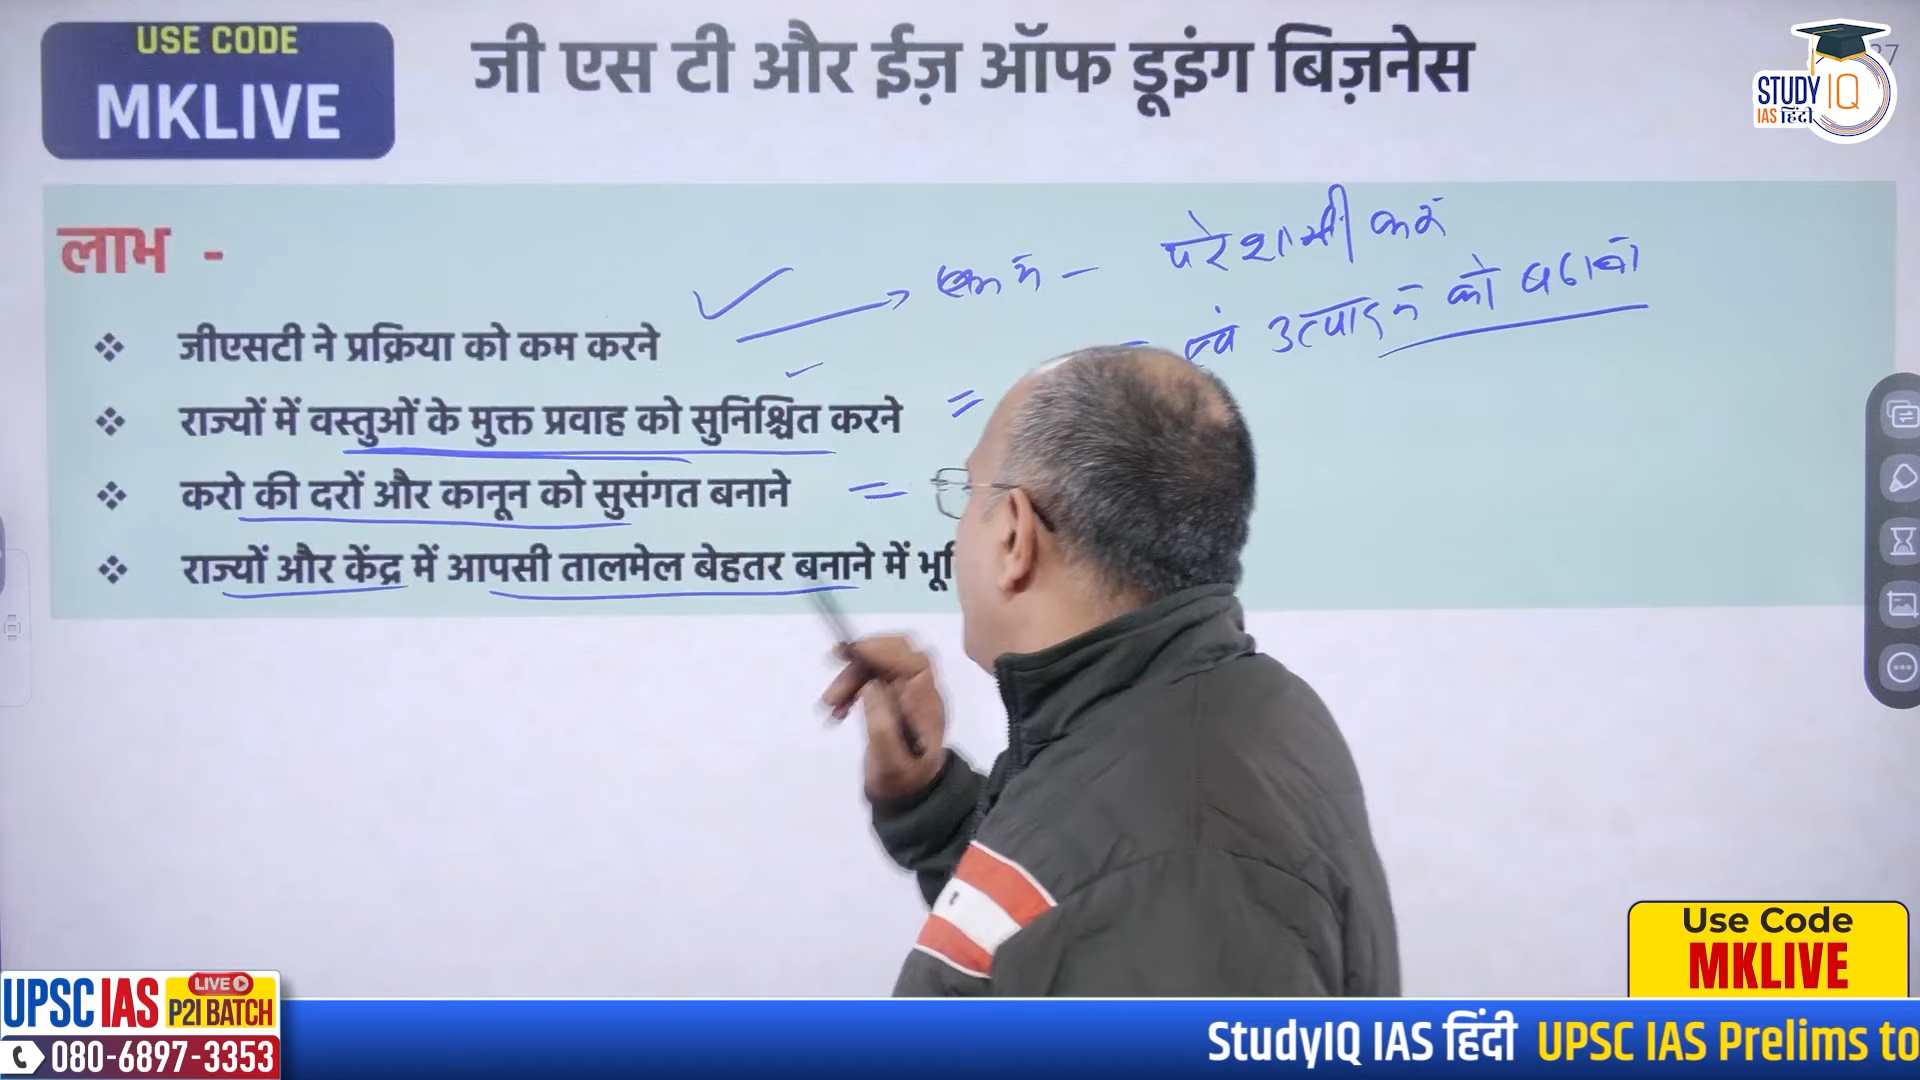 USE CODE
MKLIVE
जी एस टी और ईज़ ऑफ डूइंग बिज़नेस
37
STUDY IQ
IAS हिंदी
लाभ -
परेशानी कम
एवं उत्पादन को बढावा
❖ जीएसटी ने प्रक्रिया को कम करने
❖ राज्यों में वस्तुओं के मुक्त प्रवाह को सुनिश्चित करने =
❖ करो की दरों और कानून को सुसंगत बनाने =
❖ राज्यों और केंद्र में आपसी तालमेल बेहतर बनाने में
Use Code
MKLIVE
UPSC IAS LIVE
P2I BATCH
080-6897-3353
StudyIQ IAS हिंदी UPSC IAS Prelims to